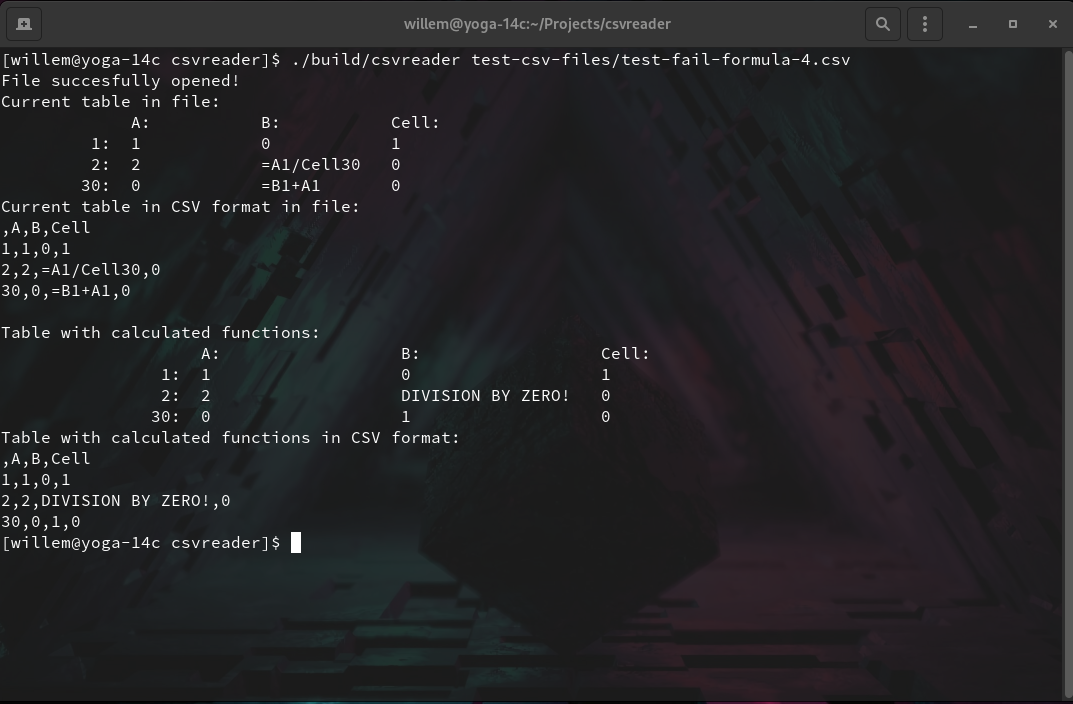 willem@yoga-14c:~/Projects/csvreader
[willem@yoga-14c csvreader]$ ./build/csvreader test-csv-files/test-fail-formula-4.csv
File succesfully opened!
Current table in file:
             A:           B:           Cell:
         1:  1            0            1
         2:  2            =A1/Cell30   0
        30:  0            =B1+A1       0
Current table in CSV format in file:
,A,B,Cell
1,1,0,1
2,2,=A1/Cell30,0
30,0,=B1+A1,0

Table with calculated functions:
                    A:                  B:                  Cell:
                1:  1                   0                   1
                2:  2                   DIVISION BY ZERO!   0
               30:  0                   1                   0
Table with calculated functions in CSV format:
,A,B,Cell
1,1,0,1
2,2,DIVISION BY ZERO!,0
30,0,1,0
[willem@yoga-14c csvreader]$